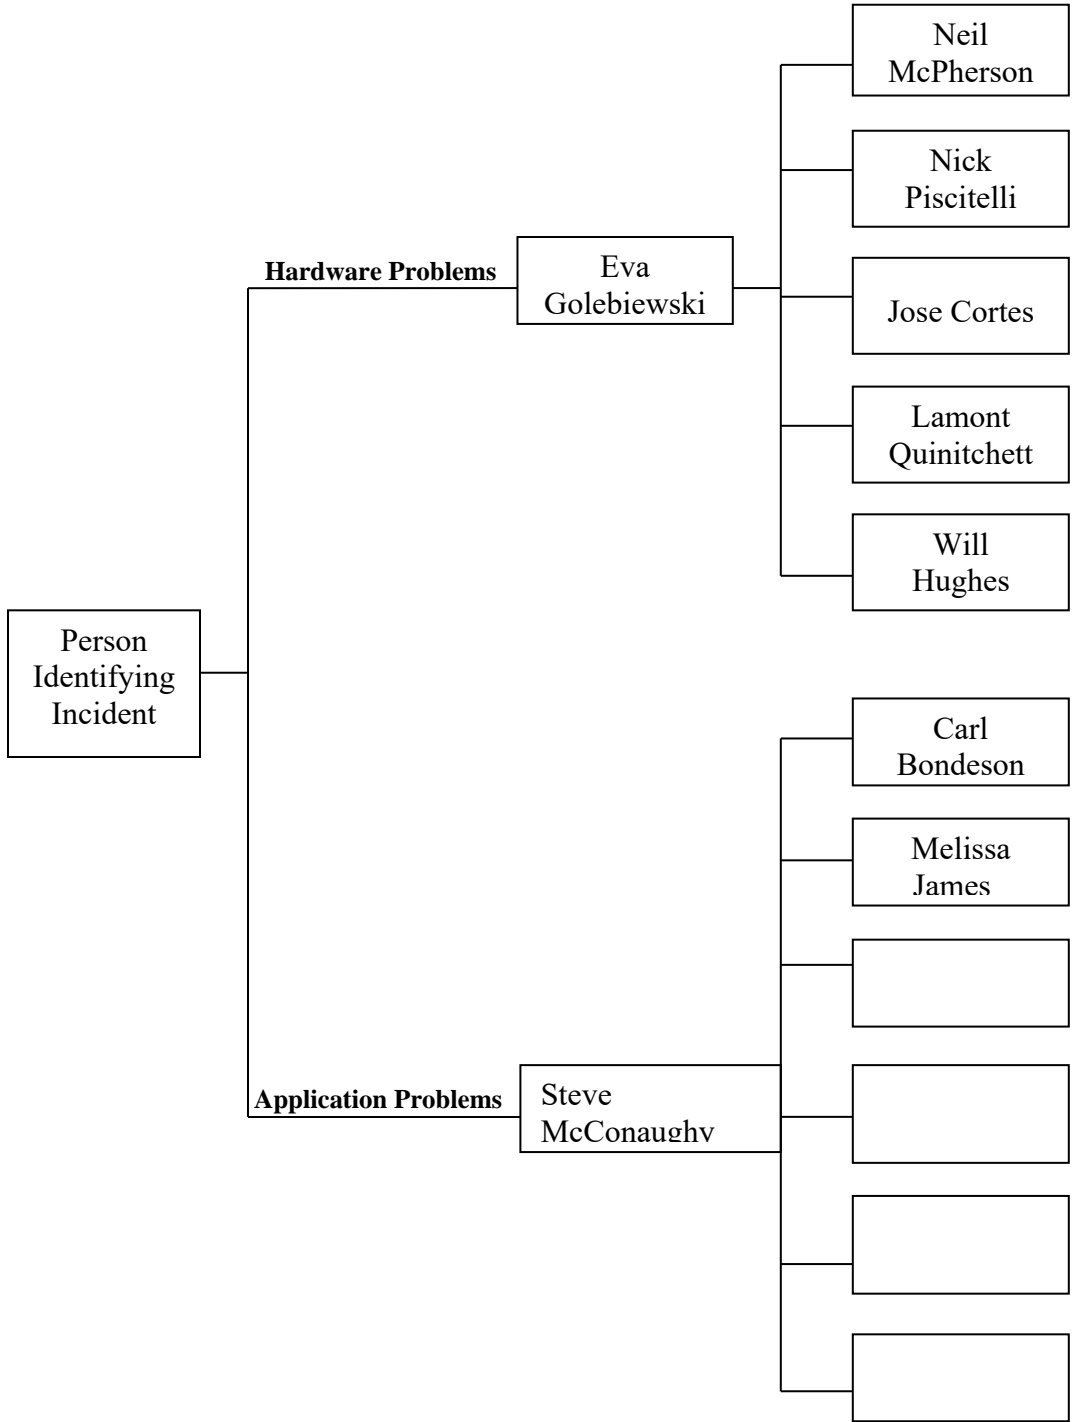 Neil
McPherson
Nick
Piscitelli
Hardware Problems
Eva
Golebiewski
Jose Cortes
Lamont
Quinitchett
Will
Hughes
Person
Identifying
Incident
Carl
Bondeson
Melissa
James
Application Problems
Steve
McConaughy